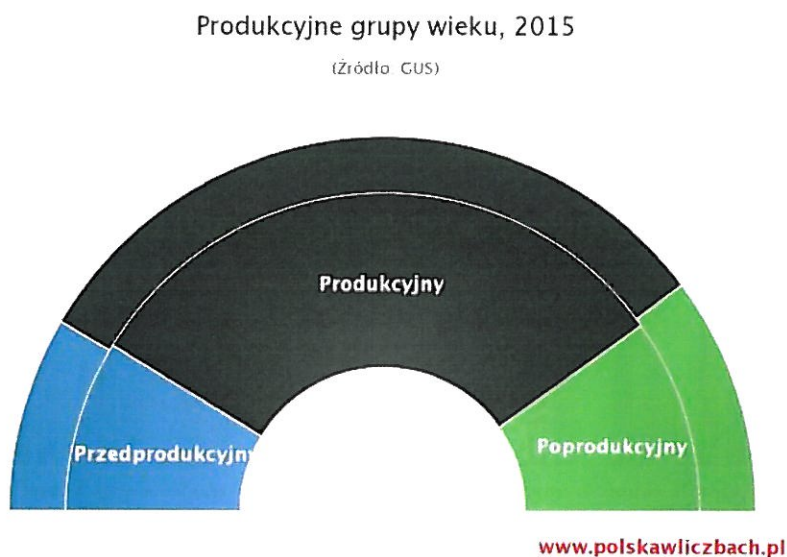 Produkcyjne grupy wieku, 2015
(Źródło GUS)
Produkcyjny
Przedprodukcyjny
Poprodukcyjny
www.polskawliczbach.pl